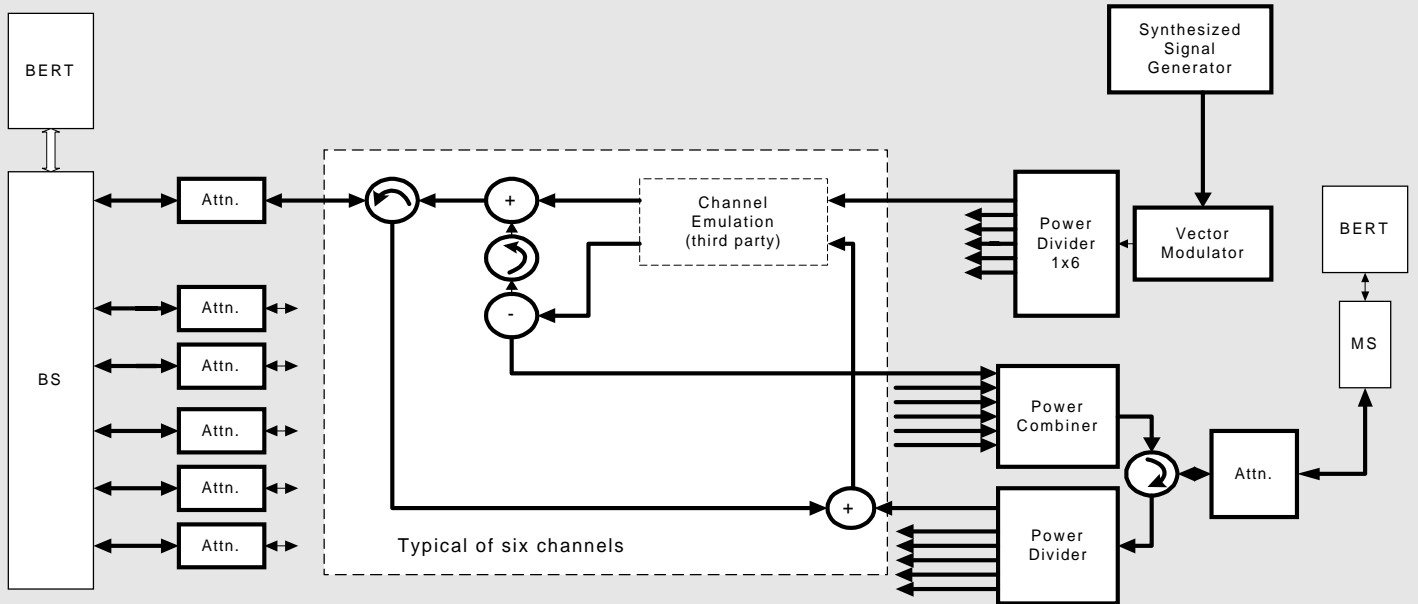 BERT
BS
Attn.
Attn.
Attn.
Attn.
Attn.
Attn.
+
-
Channel
Emulation
(third party)
+
Typical of six channels
Synthesized
Signal
Generator
Power
Divider
1x6
Vector
Modulator
BERT
MS
Power
Combiner
Attn.
Power
Divider